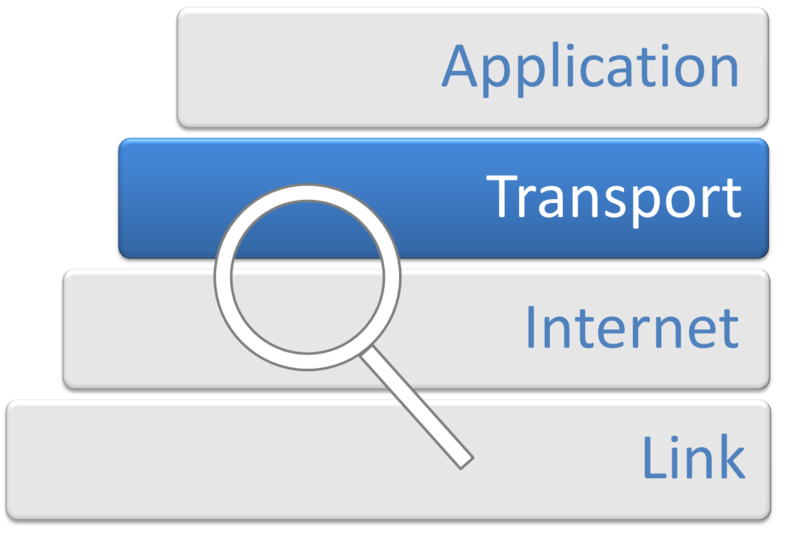 Application
Transport
Internet
Link